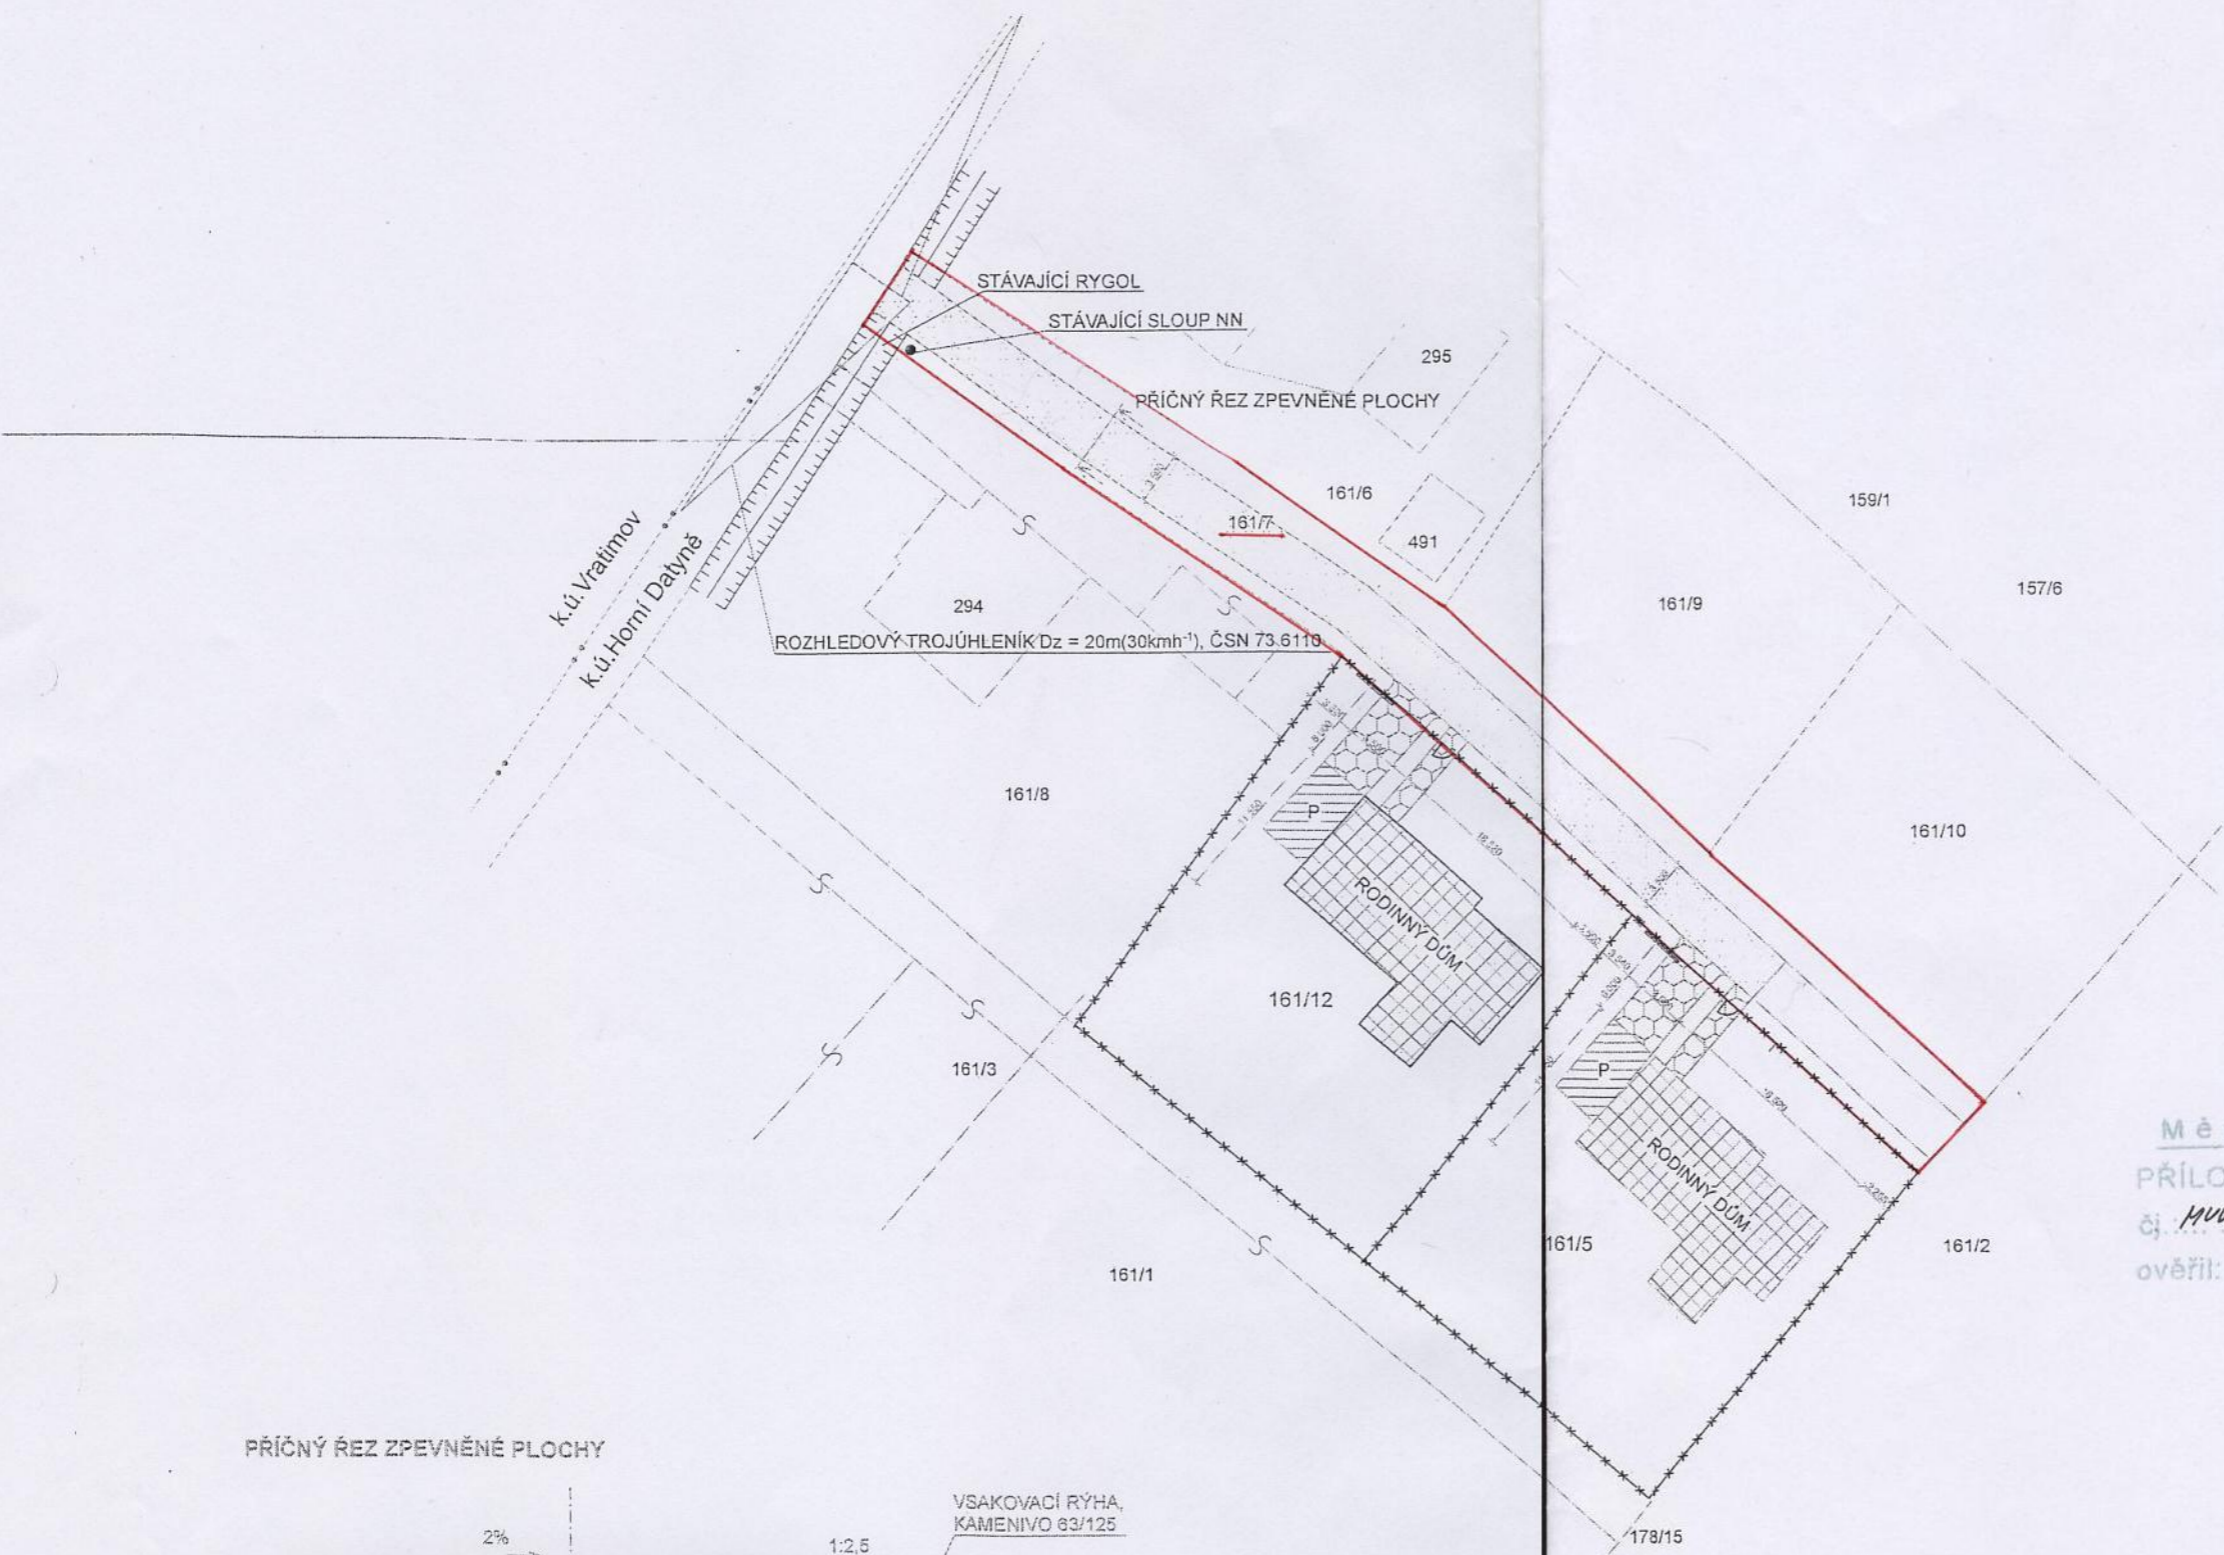 STÁVAJÍCÍ RYGOL
STÁVAJÍCÍ SLOUP NN
295
PŘÍČNÝ ŘEZ ZPEVNĚNÉ PLOCHY
161/6
159/1
161/7
491
k.ú.Vratimov
k.ú.Horní Datyně
157/6
161/9
294
ROZHLEDOVÝ TROJÚHLENÍK Dz = 20m(30kmh⁻¹), ČSN 73 6110
161/8
P
161/10
RODINNÝ DŮM
161/12
161/3
P
RODINNÝ DŮM
161/5
161/2
161/1
M ě
PŘÍLO
čj.
ověřil:
PŘÍČNÝ ŘEZ ZPEVNĚNÉ PLOCHY
VSAKOVACÍ RÝHA,
KAMENIVO 63/125
2%
1:2,5
178/15